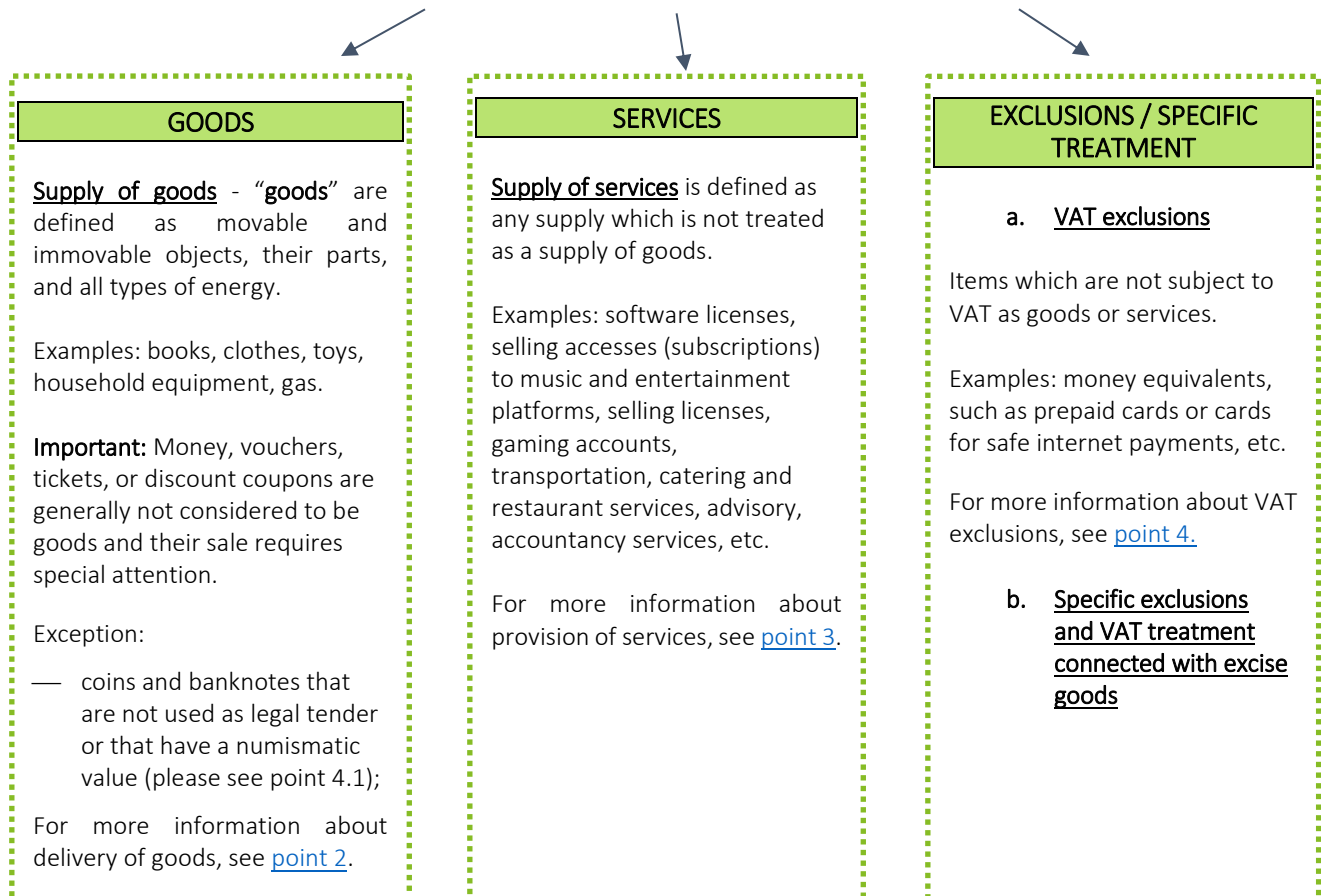 GOODS
Supply of goods - “goods” are
defined as movable and
immovable objects, their parts,
and all types of energy.
Examples: books, clothes, toys,
household equipment, gas.
Important: Money, vouchers,
tickets, or discount coupons are
generally not considered to be
goods and their sale requires
special attention.
Exception:
— coins and banknotes that
are not used as legal tender
or that have a numismatic
value (please see point 4.1);
For more information about
delivery of goods, see point 2.
SERVICES
Supply of services is defined as
any supply which is not treated
as a supply of goods.
Examples: software licenses,
selling accesses (subscriptions)
to music and entertainment
platforms, selling licenses,
gaming accounts,
transportation, catering and
restaurant services, advisory,
accountancy services, etc.
For more information about
provision of services, see point 3.
EXCLUSIONS / SPECIFIC
TREATMENT
a. VAT exclusions
Items which are not subject to
VAT as goods or services.
Examples: money equivalents,
such as prepaid cards or cards
for safe internet payments, etc.
For more information about VAT
exclusions, see point 4.
b. Specific exclusions
and VAT treatment
connected with excise
goods